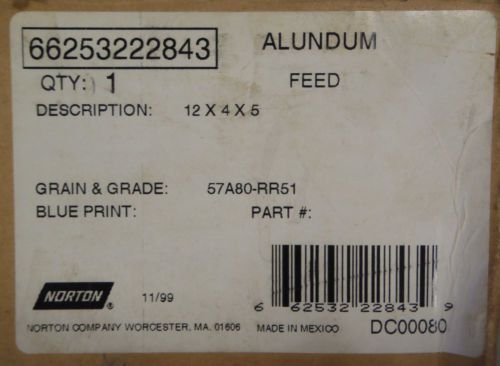 66253222843 ALUNDUM
QTY: 1 FEED
DESCRIPTION: 12 X 4 X 5
GRAIN & GRADE: 57A80-RR51
BLUE PRINT: PART #:
NORTON ® 11/99
6 62532 22843 9
NORTON COMPANY WORCESTER, MA. 01606 MADE IN MEXICO DC00080